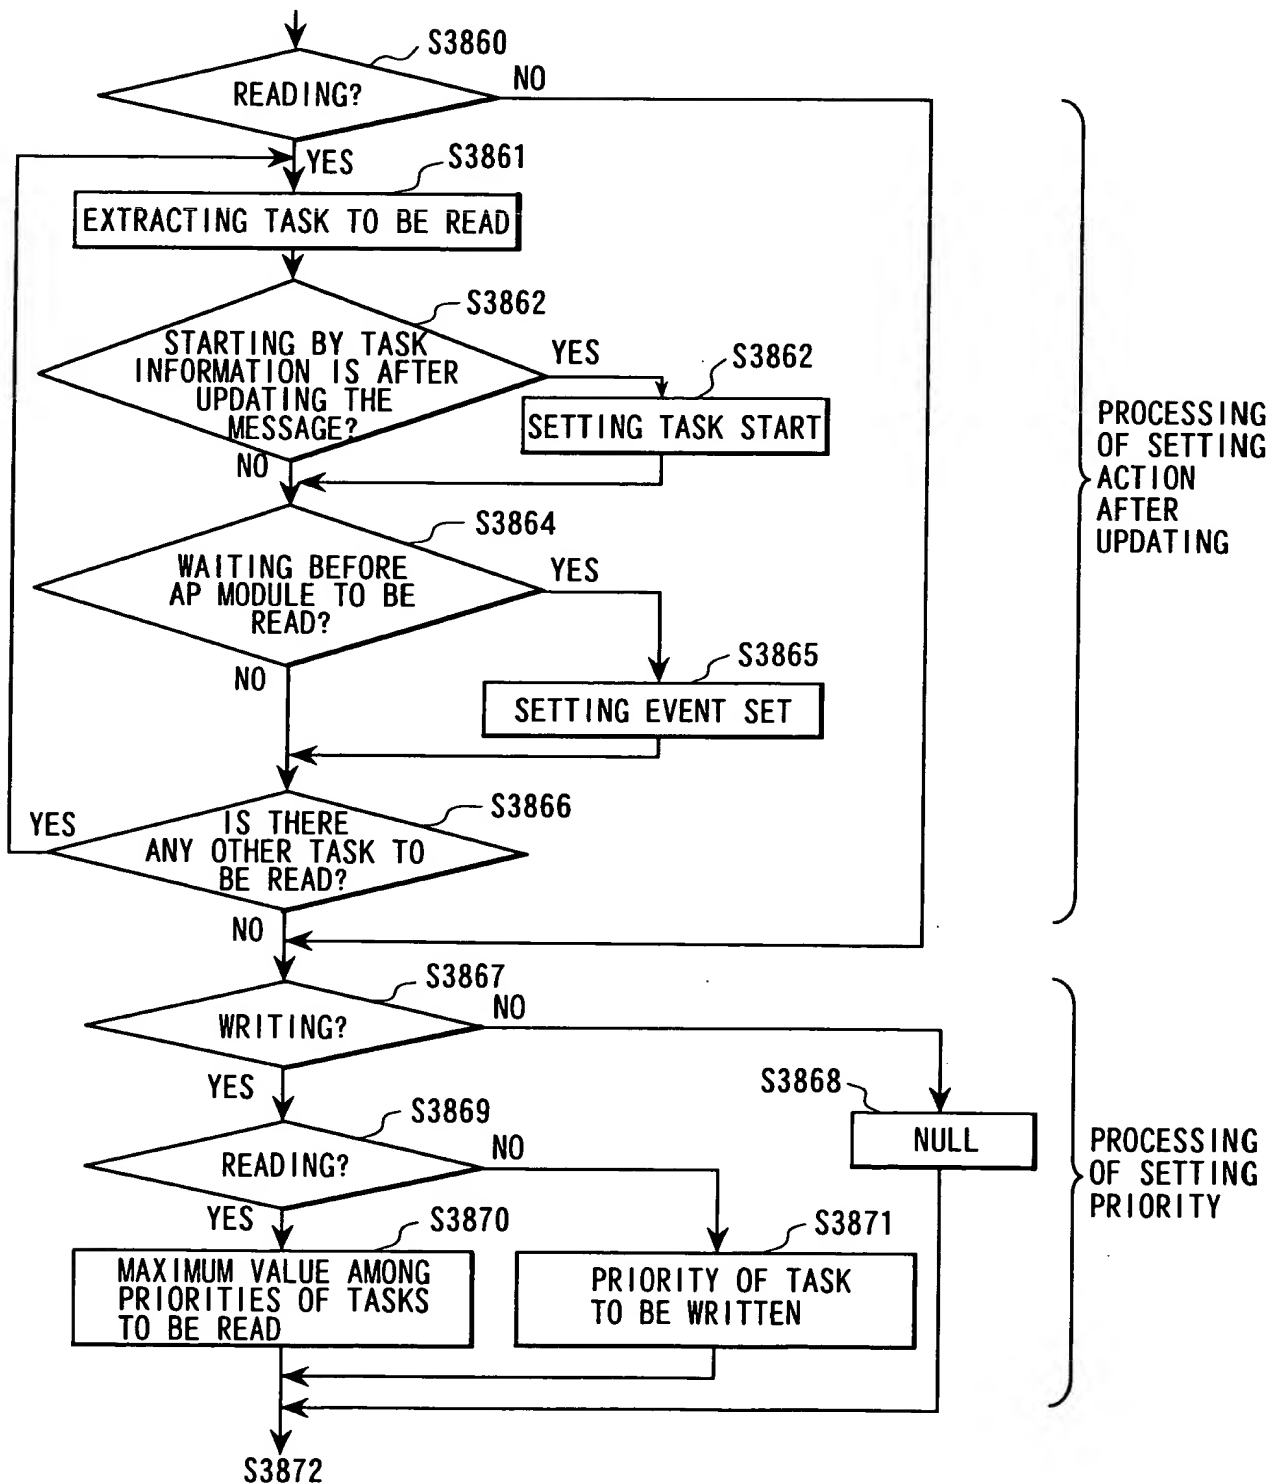 S3860
READING?
NO
YES
S3861
EXTRACTING TASK TO BE READ
S3862
STARTING BY TASK
INFORMATION IS AFTER
UPDATING THE
MESSAGE?
YES
S3862
SETTING TASK START
NO
S3864
WAITING BEFORE
AP MODULE TO BE
READ?
YES
NO
S3865
SETTING EVENT SET
S3866
YES
IS THERE
ANY OTHER TASK TO
BE READ?
NO
PROCESSING
OF SETTING
ACTION
AFTER
UPDATING
S3867
WRITING?
NO
YES
S3868
NULL
S3869
READING?
NO
YES
S3870
MAXIMUM VALUE AMONG
PRIORITIES OF TASKS
TO BE READ
S3871
PRIORITY OF TASK
TO BE WRITTEN
PROCESSING
OF SETTING
PRIORITY
S3872